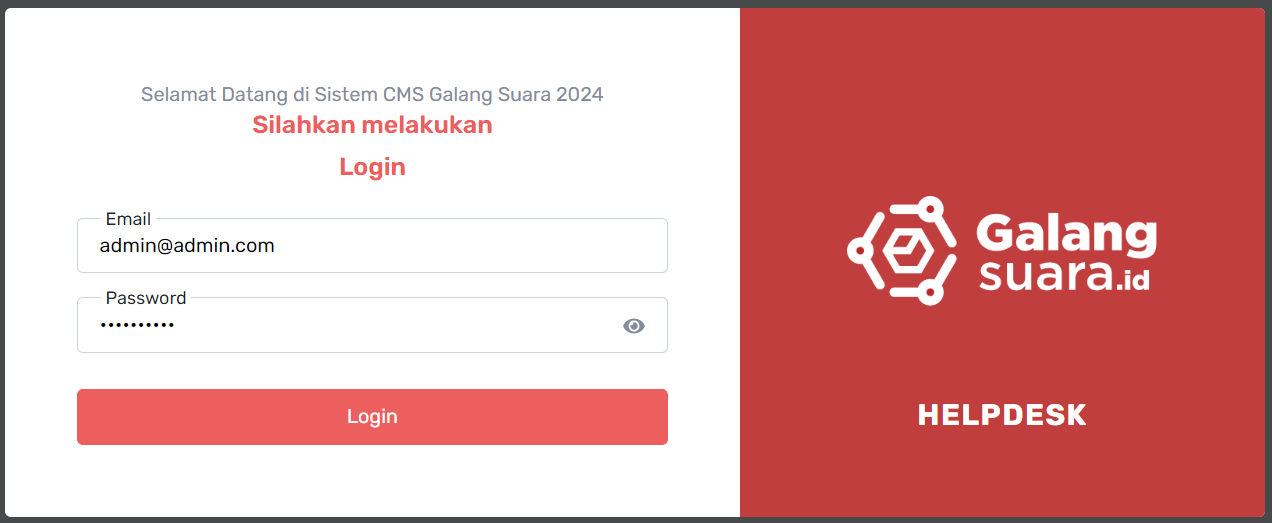 Selamat Datang di Sistem CMS Galang Suara 2024
Silahkan melakukan
Login
Email
admin@admin.com
Password
••••••••••
Login
Galang
suara.id
HELPDESK